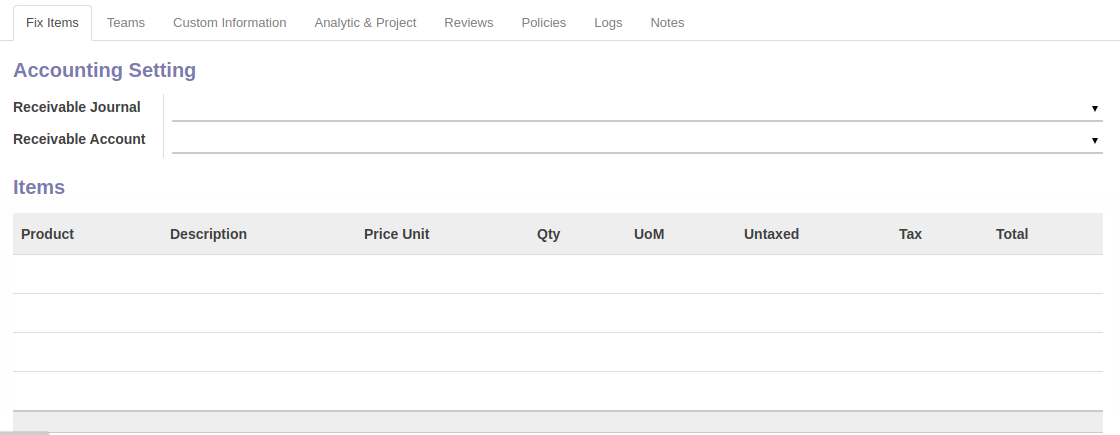 Fix Items Teams Custom Information Analytic & Project Reviews Policies Logs Notes
Accounting Setting
Receivable Journal
Receivable Account
Items
Product Description Price Unit Qty UoM Untaxed Tax Total